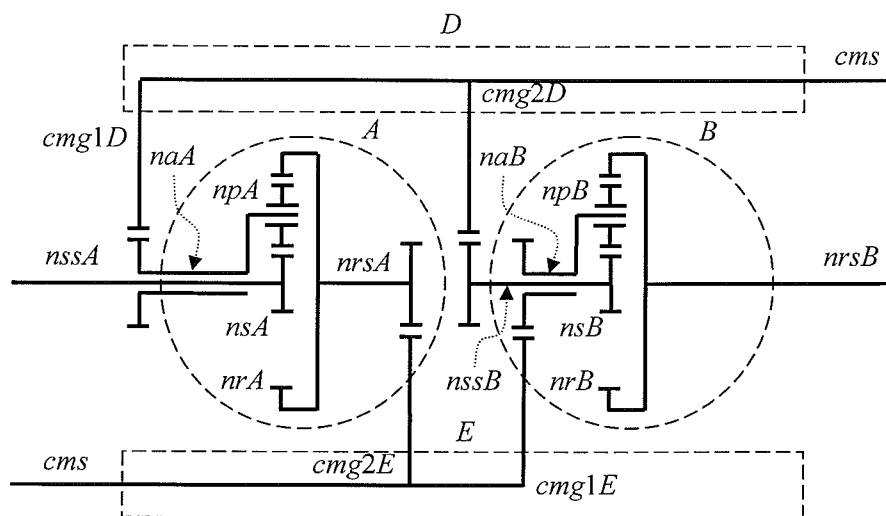 D
cms
cmg2D
cmg1D
A
B
naA
naB
npA
npB
nssA
nrsA
nrsB
nsA
nsB
nssB
nrA
nrB
E
cms
cmg2E
cmg1E